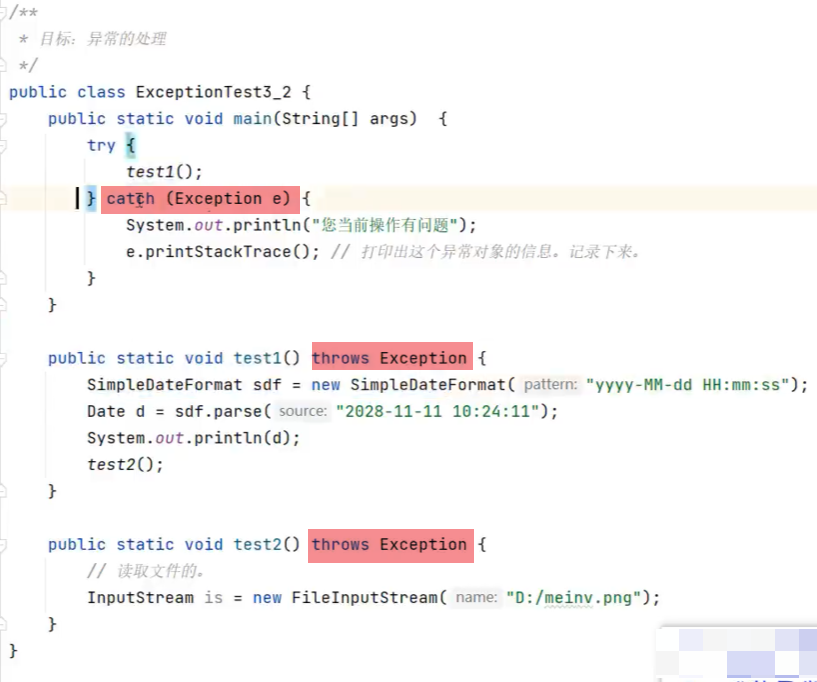 /**
 * 目标：异常的处理
 */
public class ExceptionTest3_2 {
    public static void main(String[] args)  {
        try {
            test1();
        } catch (Exception e) {
            System.out.println("您当前操作有问题");
            e.printStackTrace(); // 打印出这个异常对象的信息。记录下来。
        }
    }

    public static void test1() throws Exception {
        SimpleDateFormat sdf = new SimpleDateFormat( pattern: "yyyy-MM-dd HH:mm:ss");
        Date d = sdf.parse( source: "2028-11-11 10:24:11");
        System.out.println(d);
        test2();
    }

    public static void test2() throws Exception {
        // 读取文件的。
        InputStream is = new FileInputStream( name: "D:/meinv.png");
    }
}